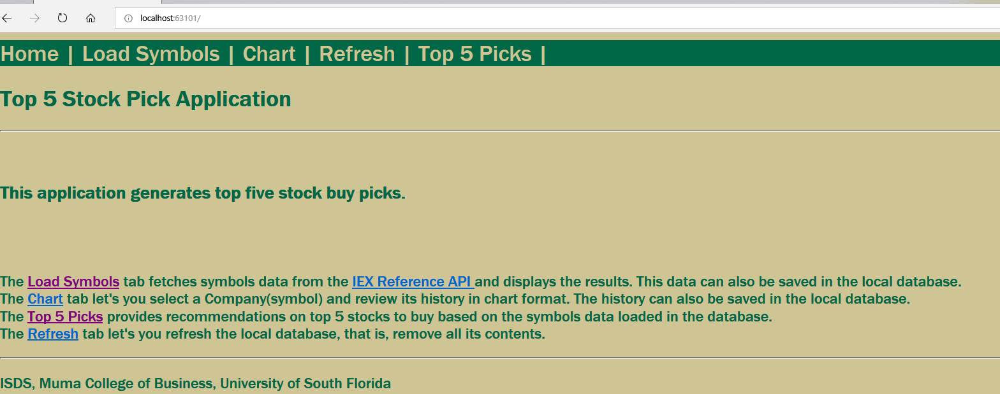 localhost:63101/
Home | Load Symbols | Chart | Refresh | Top 5 Picks |
Top 5 Stock Pick Application
This application generates top five stock buy picks.
The Load Symbols tab fetches symbols data from the IEX Reference API and displays the results. This data can also be saved in the local database.
The Chart tab let's you select a Company(symbol) and review its history in chart format. The history can also be saved in the local database.
The Top 5 Picks provides recommendations on top 5 stocks to buy based on the symbols data loaded in the database.
The Refresh tab let's you refresh the local database, that is, remove all its contents.
ISDS, Muma College of Business, University of South Florida